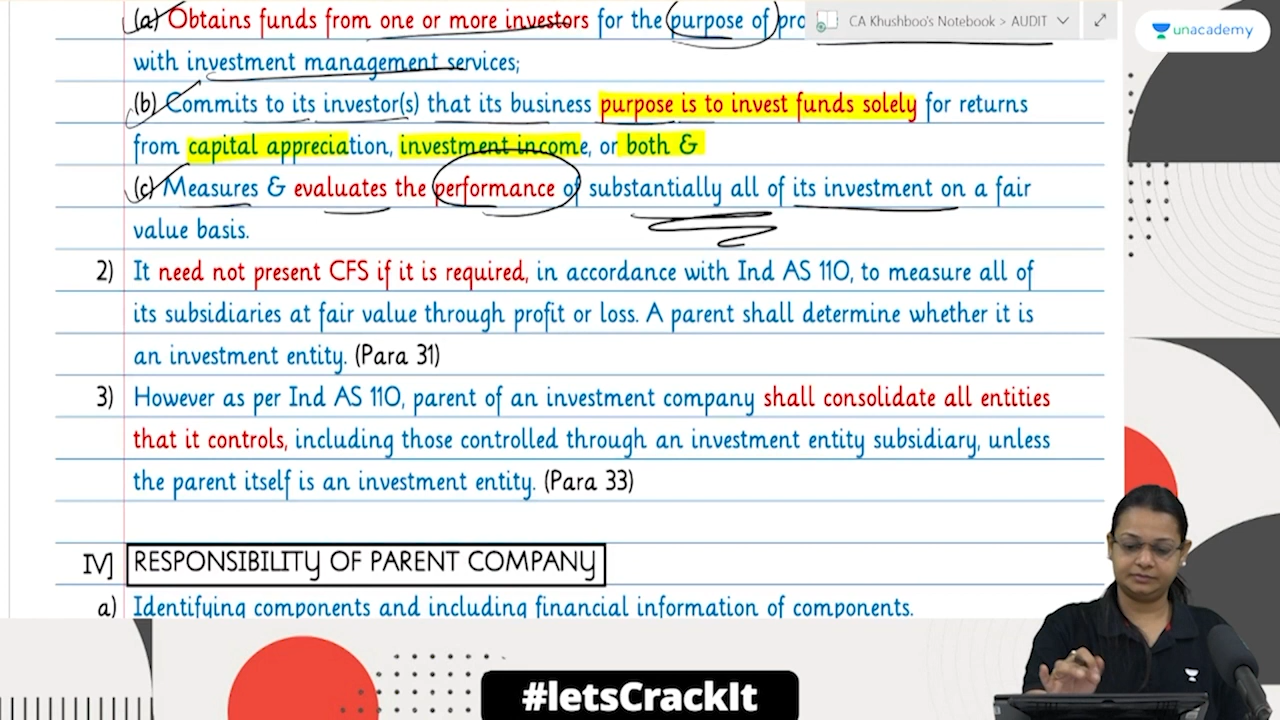 (a) Obtains funds from one or more investors for the purpose of pro
CA Khushboo's Notebook > AUDIT
unacademy
with investment management services;
(b) Commits to its investor(s) that its business purpose is to invest funds solely for returns
from capital appreciation, investment income, or both &
(c) Measures & evaluates the performance of substantially all of its investment on a fair
value basis.
2) It need not present CFS if it is required, in accordance with Ind AS 110, to measure all of
its subsidiaries at fair value through profit or loss. A parent shall determine whether it is
an investment entity. (Para 31)
3) However as per Ind AS 110, parent of an investment company shall consolidate all entities
that it controls, including those controlled through an investment entity subsidiary, unless
the parent itself is an investment entity. (Para 33)
IV] RESPONSIBILITY OF PARENT COMPANY
a) Identifying components and including financial information of components.
#letsCrackIt